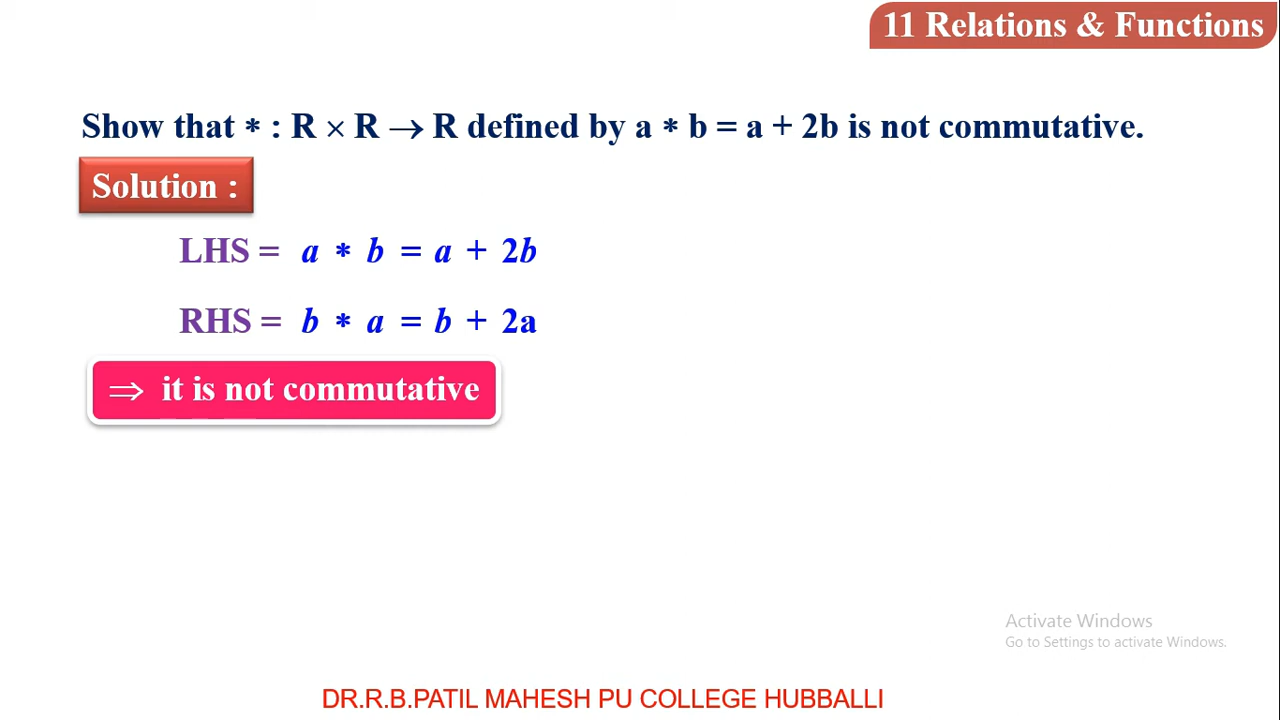 11 Relations & Functions
Show that * : R × R → R defined by a * b = a + 2b is not commutative.
Solution :
LHS = a * b = a + 2b
RHS = b * a = b + 2a
⇒ it is not commutative
Activate Windows
Go to Settings to activate Windows.
DR.R.B.PATIL MAHESH PU COLLEGE HUBBALLI